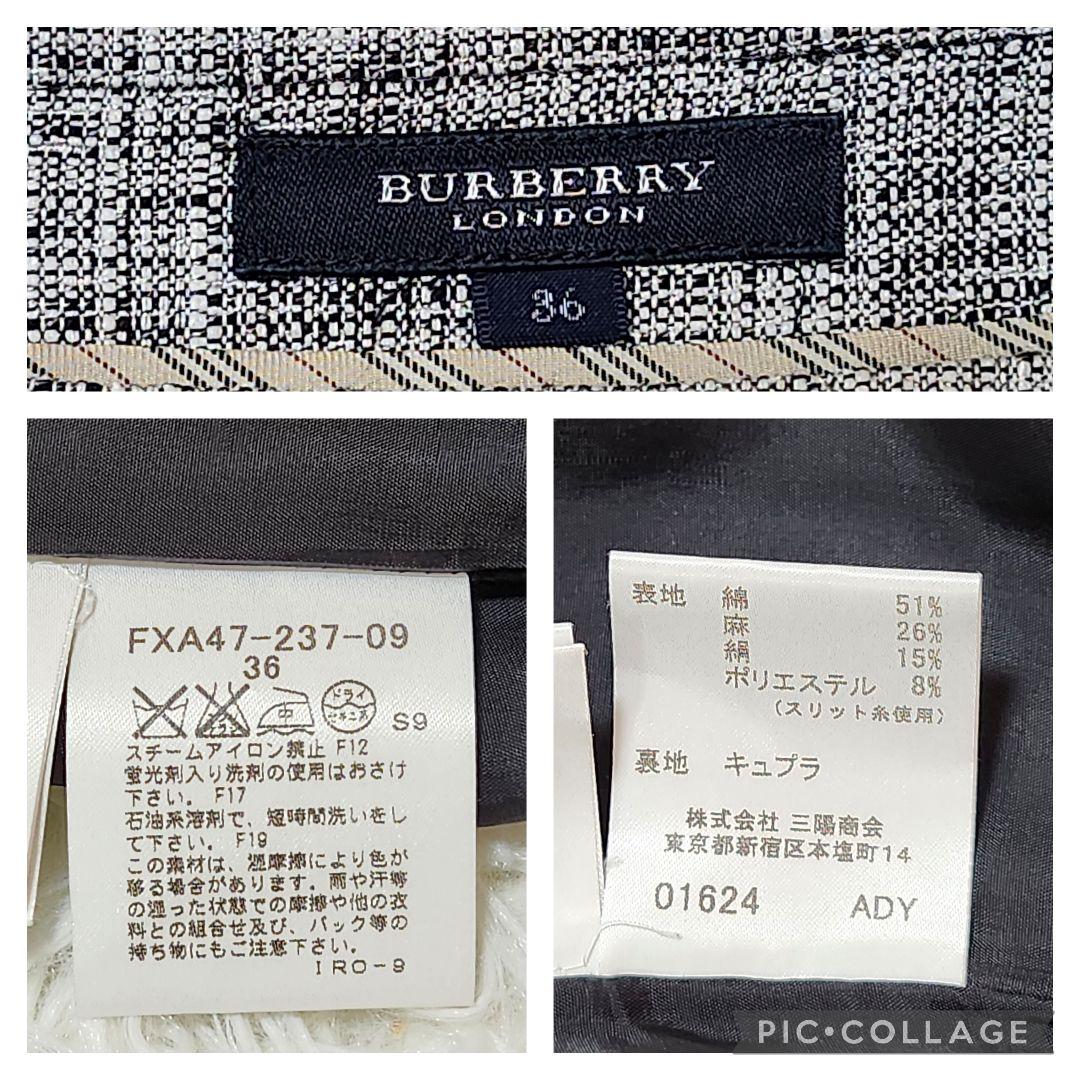 BURBERRY
LONDON
36
FXA47-237-09
36
ドライ
セキユ系
S9
スチームアイロン禁止 F12
蛍光剤入り洗剤の使用はおさけ
下さい。 F17
石油系溶剤で、短時間洗いをし
て下さい。 F19
この素材は、湿摩擦により色が
移る場合があります。雨や汗等
の湿った状態での摩擦や他の衣
料との組合せ及び、バック等の
持ち物にもご注意下さい。
IRO-9
表地 綿 51%
麻 26%
絹 15%
ポリエステル 8%
(スリット糸使用)
裏地 キュプラ
株式会社 三陽商会
東京都新宿区本塩町14
01624 ADY
PIC•COLLAGE